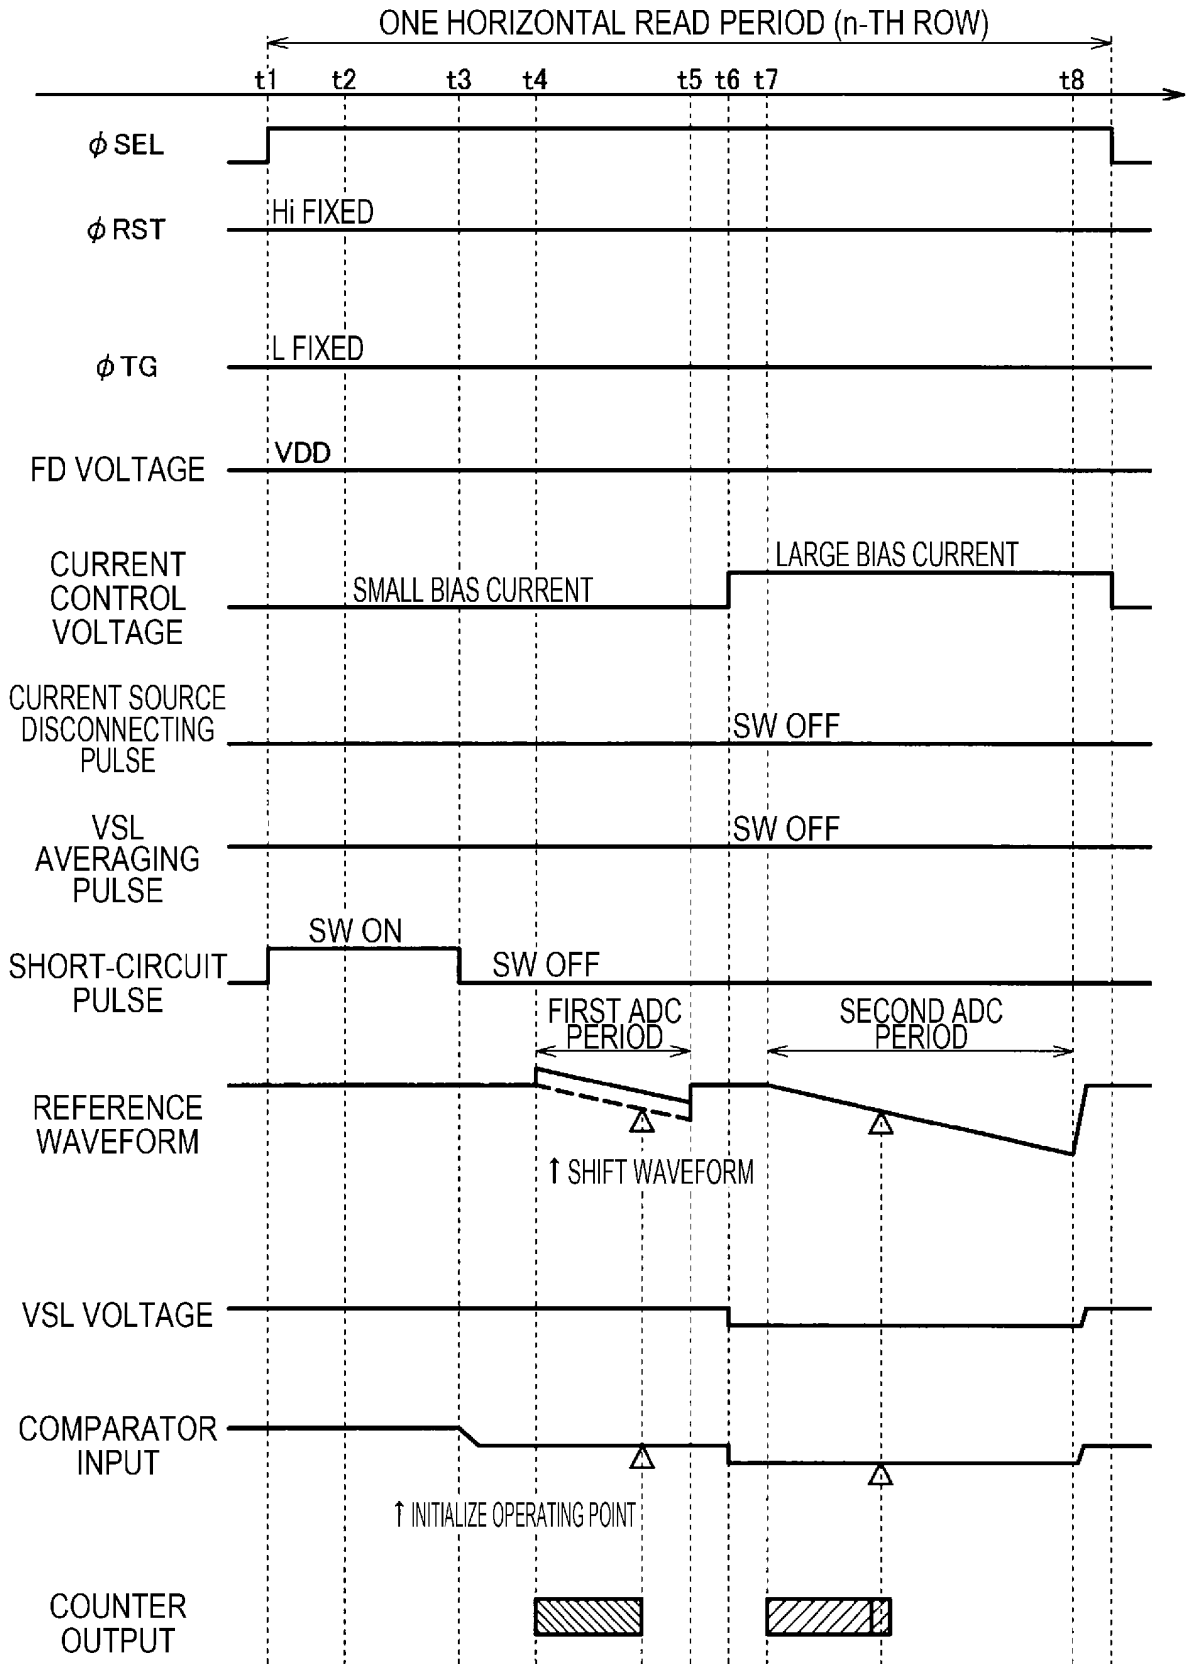 ONE HORIZONTAL READ PERIOD (n-TH ROW)
t1 t2 t3 t4 t5 t6 t7 t8
ϕ SEL
Hi FIXED
ϕ RST
L FIXED
ϕ TG
VDD
FD VOLTAGE
LARGE BIAS CURRENT
SMALL BIAS CURRENT
CURRENT
CONTROL
VOLTAGE
CURRENT SOURCE
DISCONNECTING
PULSE
SW OFF
VSL
AVERAGING
PULSE
SW OFF
SW ON
SHORT-CIRCUIT
PULSE
SW OFF
FIRST ADC
PERIOD
SECOND ADC
PERIOD
REFERENCE
WAVEFORM
↑ SHIFT WAVEFORM
VSL VOLTAGE
COMPARATOR
INPUT
↑ INITIALIZE OPERATING POINT
COUNTER
OUTPUT